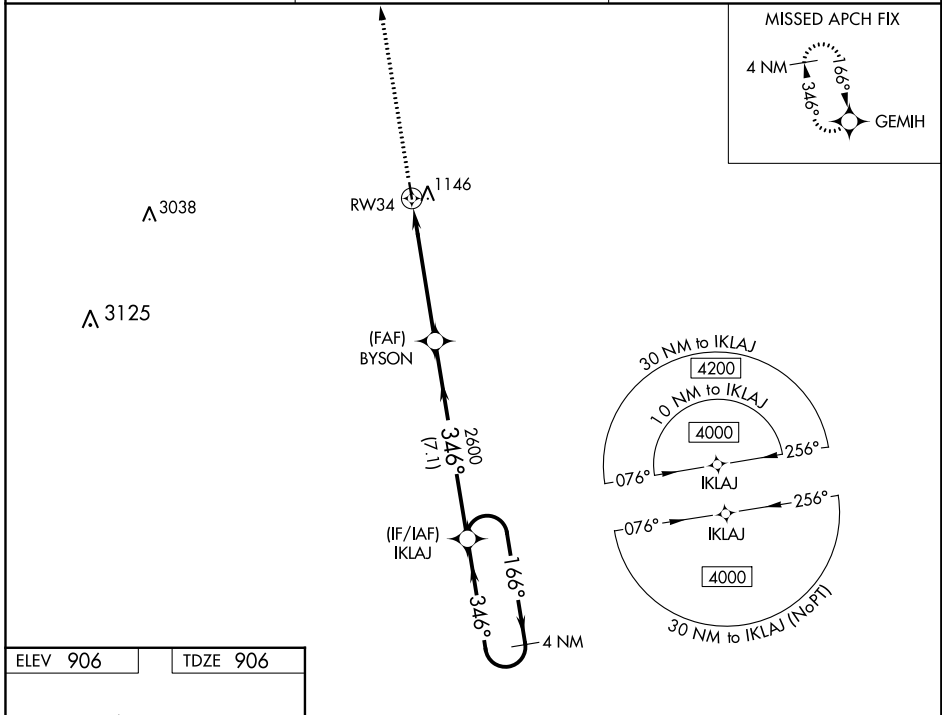 MISSED APCH FIX
4 NM
166°
346°
GEMIH
1146
RW34
3038
3125
(FAF)
BYSON
2600
346°
(7.1)
(IF/IAF)
IKLAJ
166°
346°
4 NM
30 NM to IKLAJ
4200
10 NM to IKLAJ
4000
076°
256°
IKLAJ
076°
256°
IKLAJ
4000
30 NM to IKLAJ (NoPT)
ELEV 906
TDZE 906